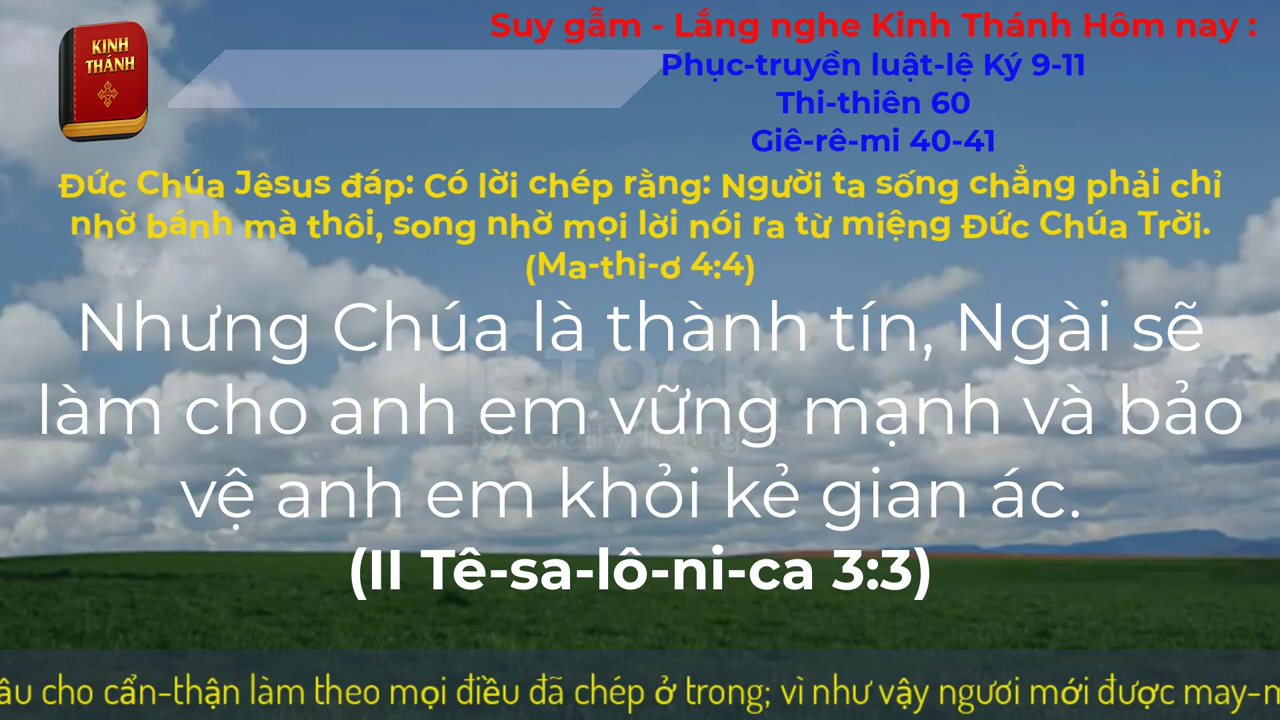 KINH
THÁNH
Suy gẫm - Lắng nghe Kinh Thánh Hôm nay :
Phục-truyền luật-lệ Ký 9-11
Thi-thiên 60
Giê-rê-mi 40-41
Đức Chúa Jêsus đáp: Có lời chép rằng: Người ta sống chẳng phải chỉ
nhờ bánh mà thôi, song nhờ mọi lời nói ra từ miệng Đức Chúa Trời.
(Ma-thi-ơ 4:4)
Nhưng Chúa là thành tín, Ngài sẽ
làm cho anh em vững mạnh và bảo
vệ anh em khỏi kẻ gian ác.
(II Tê-sa-lô-ni-ca 3:3)
iStock
by Getty Images
cho cẩn-thận làm theo mọi điều đã chép ở trong; vì như vậy ngươi mới được